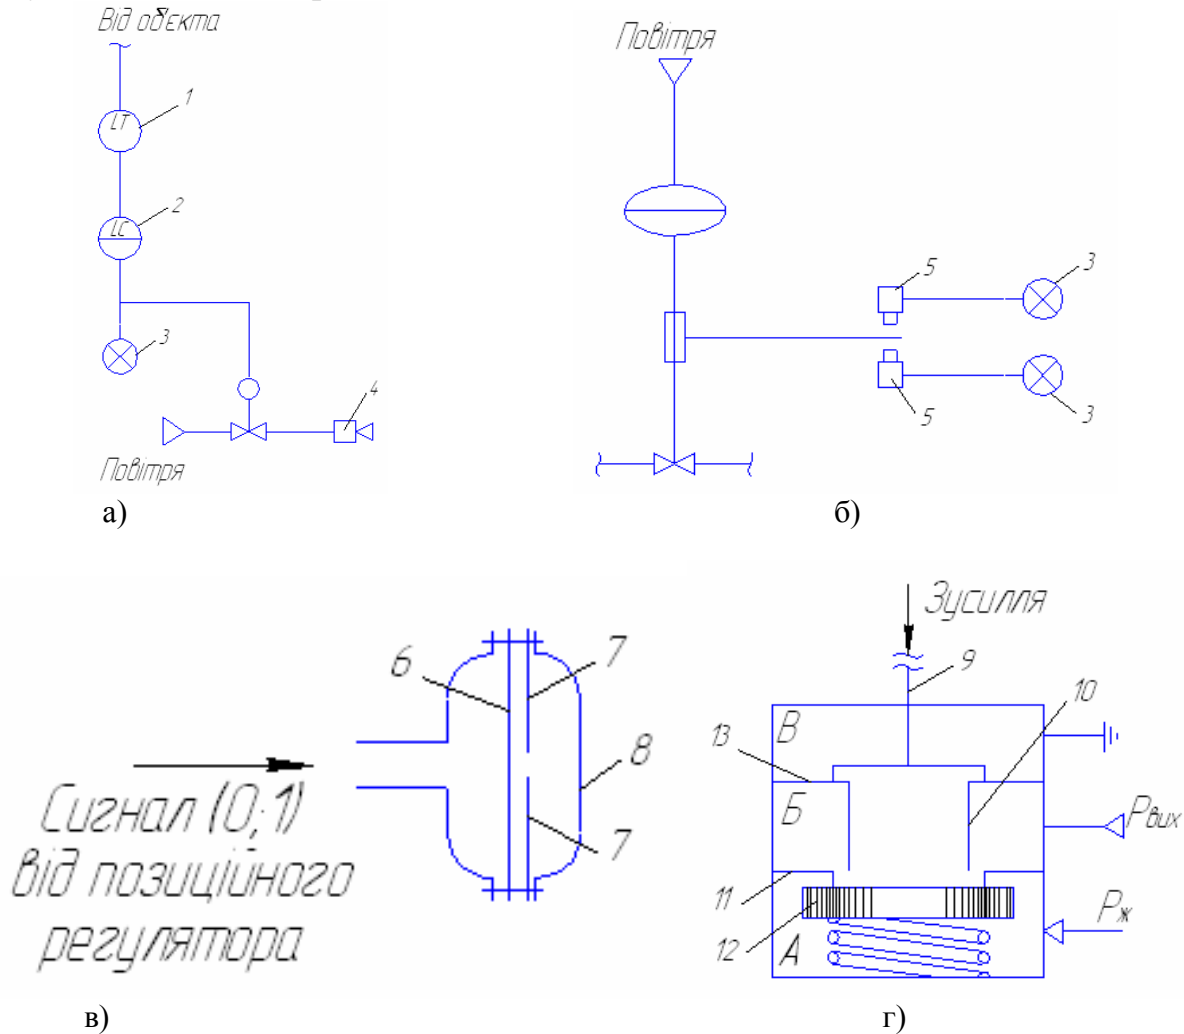 Від об'єкта
1
LT
2
LC
3
4
Повітря
а)
Повітря
5
3
5
3
б)
6
7
8
7
Сигнал (0;1)
від позиційного
регулятора
в)
Зусилля
9
10
В
13
Б
Рвих
11
12
А
Рж
г)